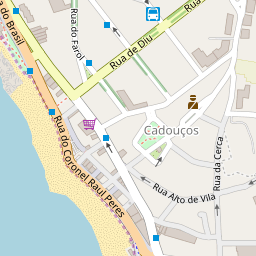 Rua do Farol
do Brasil
Rua de Diu
Cadouços
Rua da Cerca
Rua do Coronel Raul Peres
Rua Alto de Vila